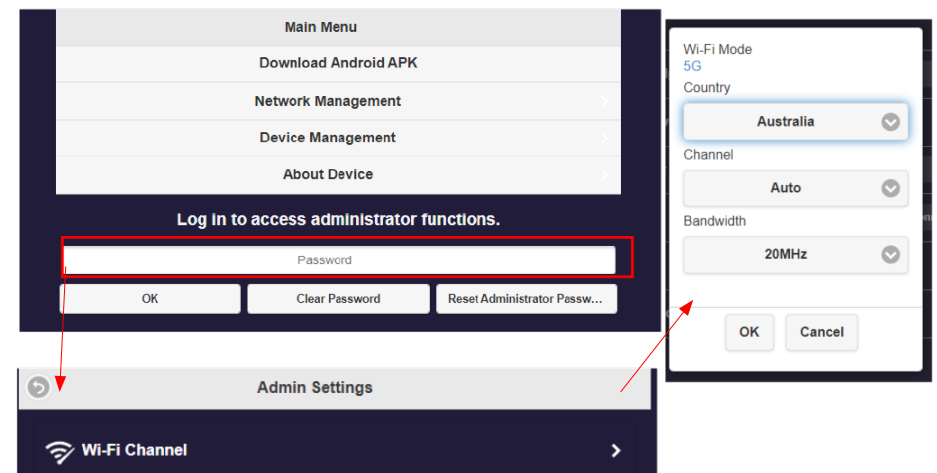 Main Menu
Download Android APK
Network Management
Device Management
About Device
Log in to access administrator functions.
Password
OK
Clear Password
Reset Administrator Passw...
Admin Settings
Wi-Fi Channel
Wi-Fi Mode
5G
Country
Australia
Channel
Auto
Bandwidth
20MHz
OK
Cancel